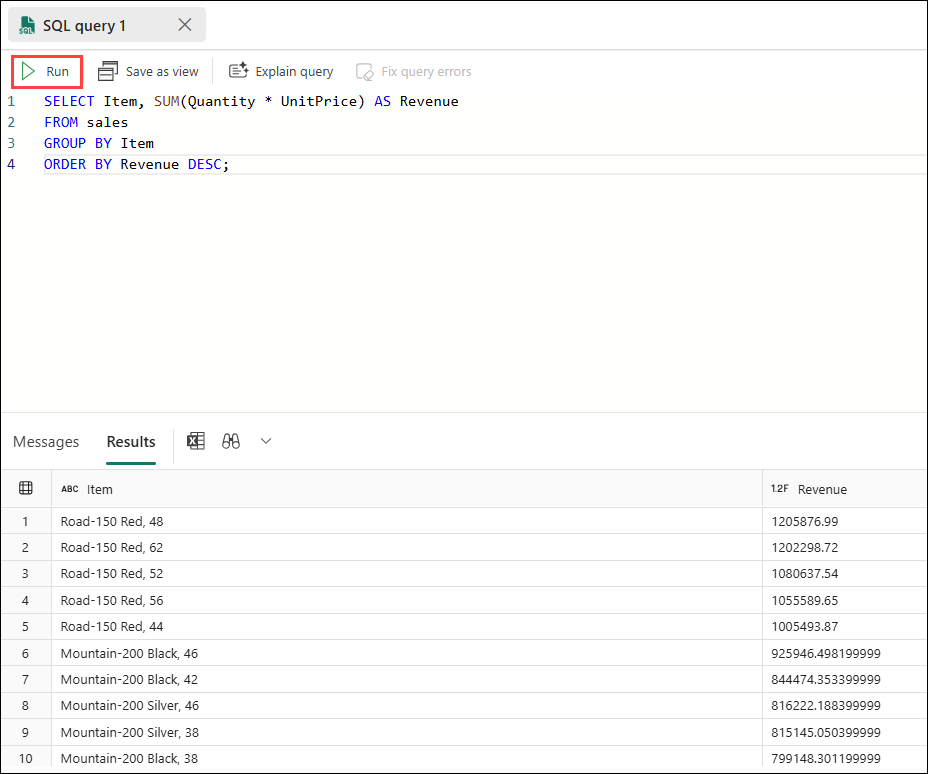 SQL SQL query 1
Run Save as view Explain query Fix query errors
1 SELECT Item, SUM(Quantity * UnitPrice) AS Revenue
2 FROM sales
3 GROUP BY Item
4 ORDER BY Revenue DESC;
Messages Results
ABC Item 1.2F Revenue
1 Road-150 Red, 48 1205876.99
2 Road-150 Red, 62 1202298.72
3 Road-150 Red, 52 1080637.54
4 Road-150 Red, 56 1055589.65
5 Road-150 Red, 44 1005493.87
6 Mountain-200 Black, 46 925946.498199999
7 Mountain-200 Black, 42 844474.353399999
8 Mountain-200 Silver, 46 816222.188399999
9 Mountain-200 Silver, 38 815145.050399999
10 Mountain-200 Black, 38 799148.301199999